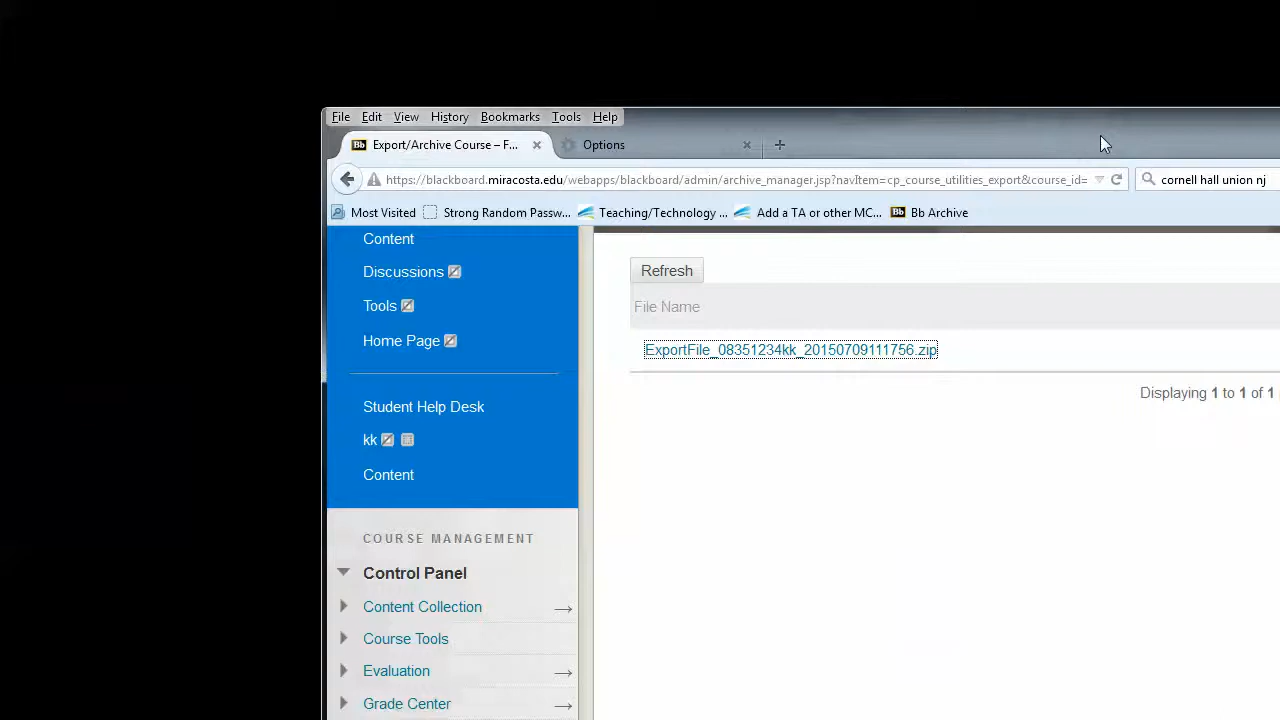 File Edit View History Bookmarks Tools Help
Bb Export/Archive Course – F... Options
https://blackboard.miracosta.edu/webapps/blackboard/admin/archive_manager.jsp?navItem=cp_course_utilities_export&course_id= cornell hall union nj
Most Visited Strong Random Passw... Teaching/Technology ... Add a TA or other MC... Bb Bb Archive
Content
Discussions
Tools
Home Page
Student Help Desk
kk
Content
COURSE MANAGEMENT
Control Panel
Content Collection
Course Tools
Evaluation
Grade Center
Refresh
File Name
ExportFile_08351234kk_20150709111756.zip
Displaying 1 to 1 of 1